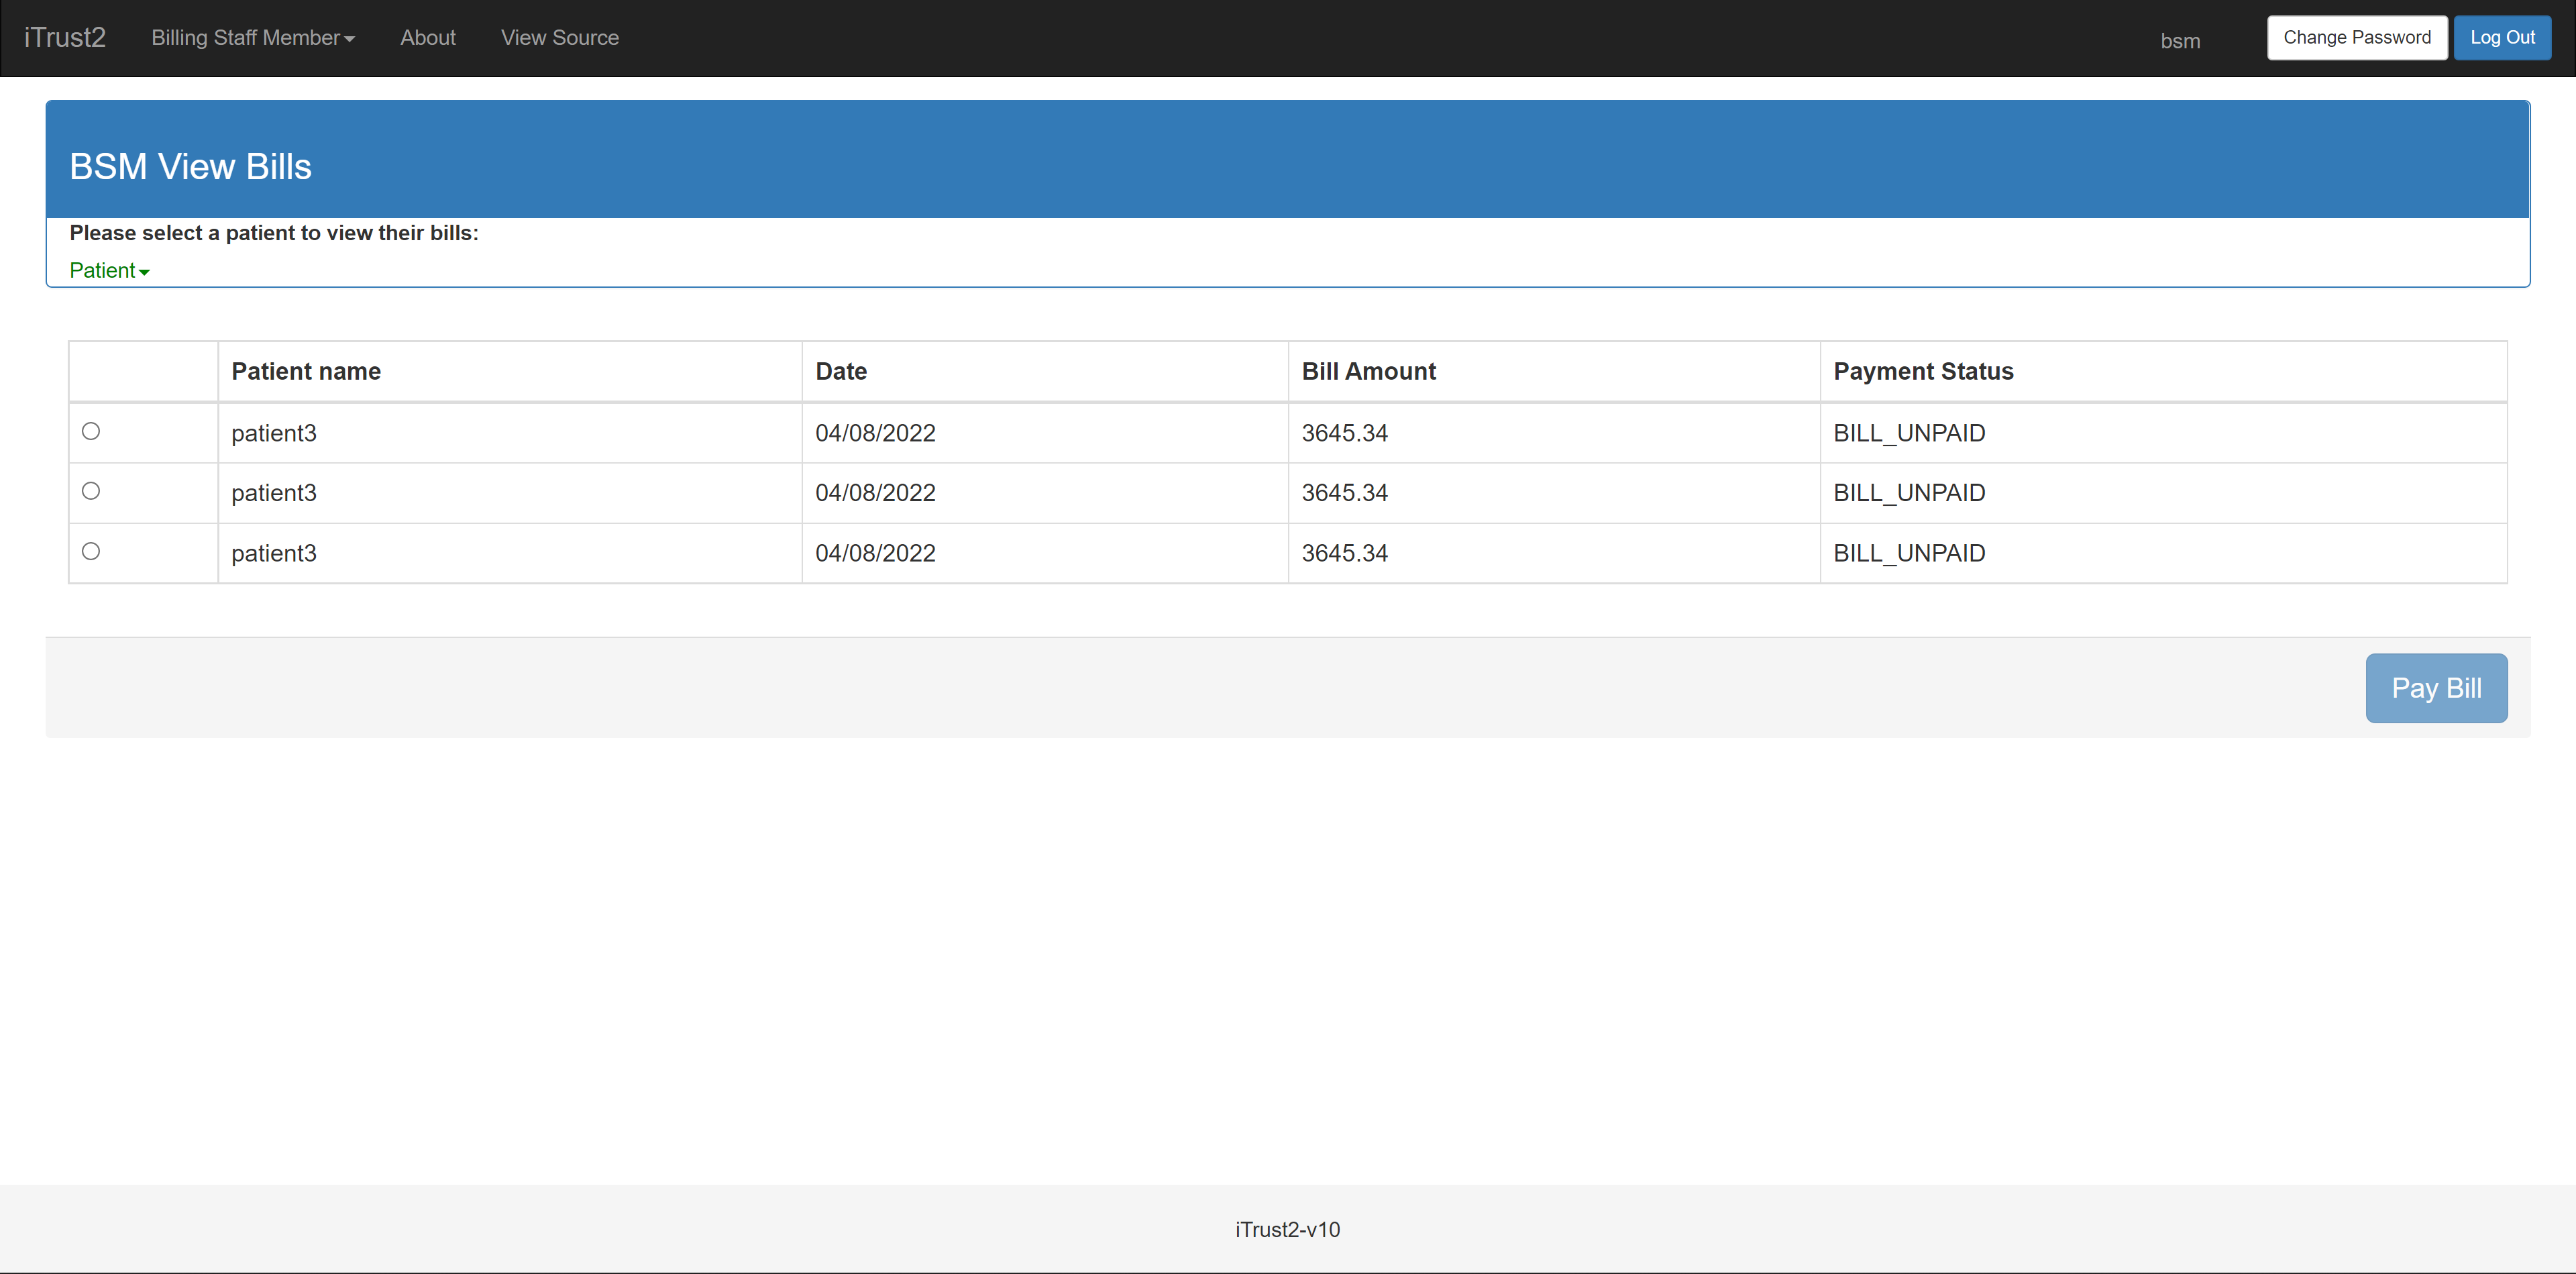 iTrust2 Billing Staff Member About View Source bsm Change Password Log Out
BSM View Bills
Please select a patient to view their bills:
Patient
Patient name Date Bill Amount Payment Status
patient3 04/08/2022 3645.34 BILL_UNPAID
patient3 04/08/2022 3645.34 BILL_UNPAID
patient3 04/08/2022 3645.34 BILL_UNPAID
Pay Bill
iTrust2-v10